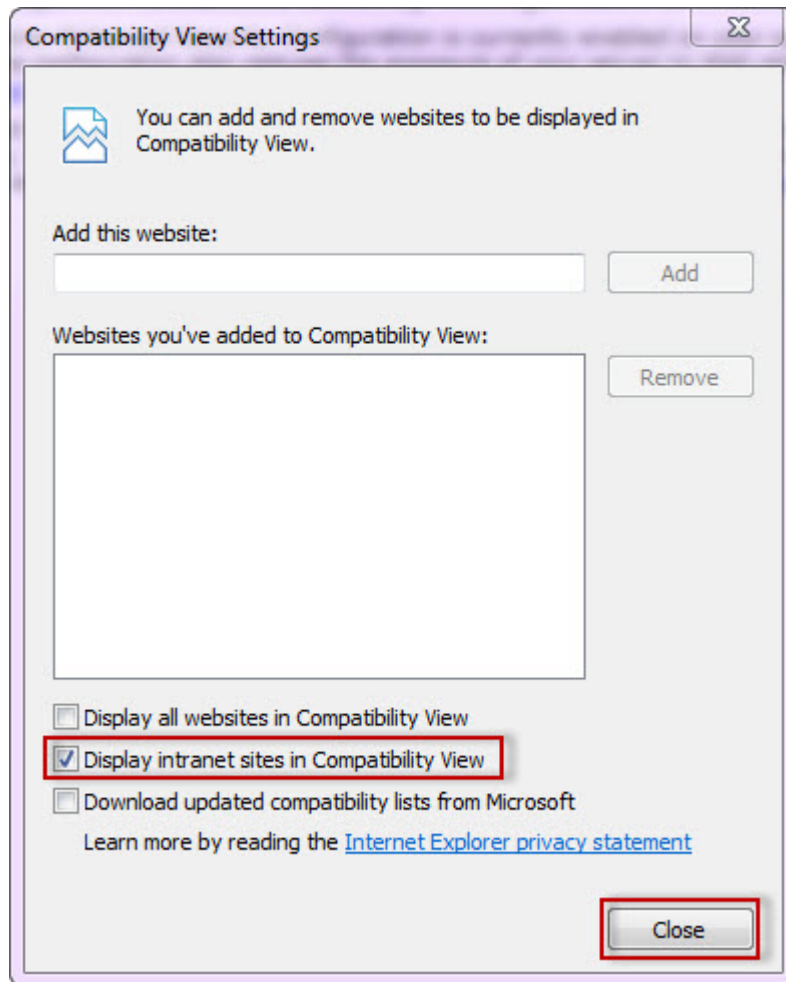 Compatibility View Settings
You can add and remove websites to be displayed in
Compatibility View.
Add this website:
Add
Websites you've added to Compatibility View:
Remove
Display all websites in Compatibility View
Display intranet sites in Compatibility View
Download updated compatibility lists from Microsoft
Learn more by reading the Internet Explorer privacy statement
Close